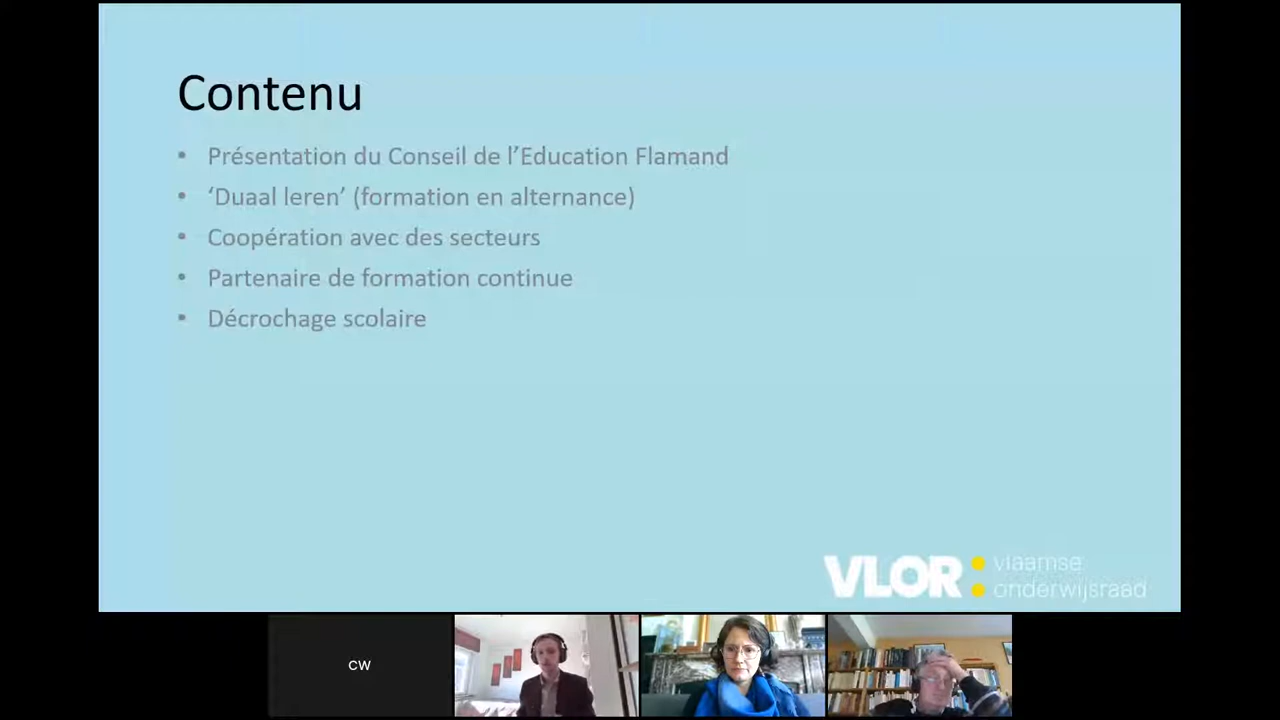 Contenu
• Présentation du Conseil de l’Education Flamand
• ‘Duaal leren’ (formation en alternance)
• Coopération avec des secteurs
• Partenaire de formation continue
• Décrochage scolaire
VLOR: vlaamse
onderwijsraad
cw